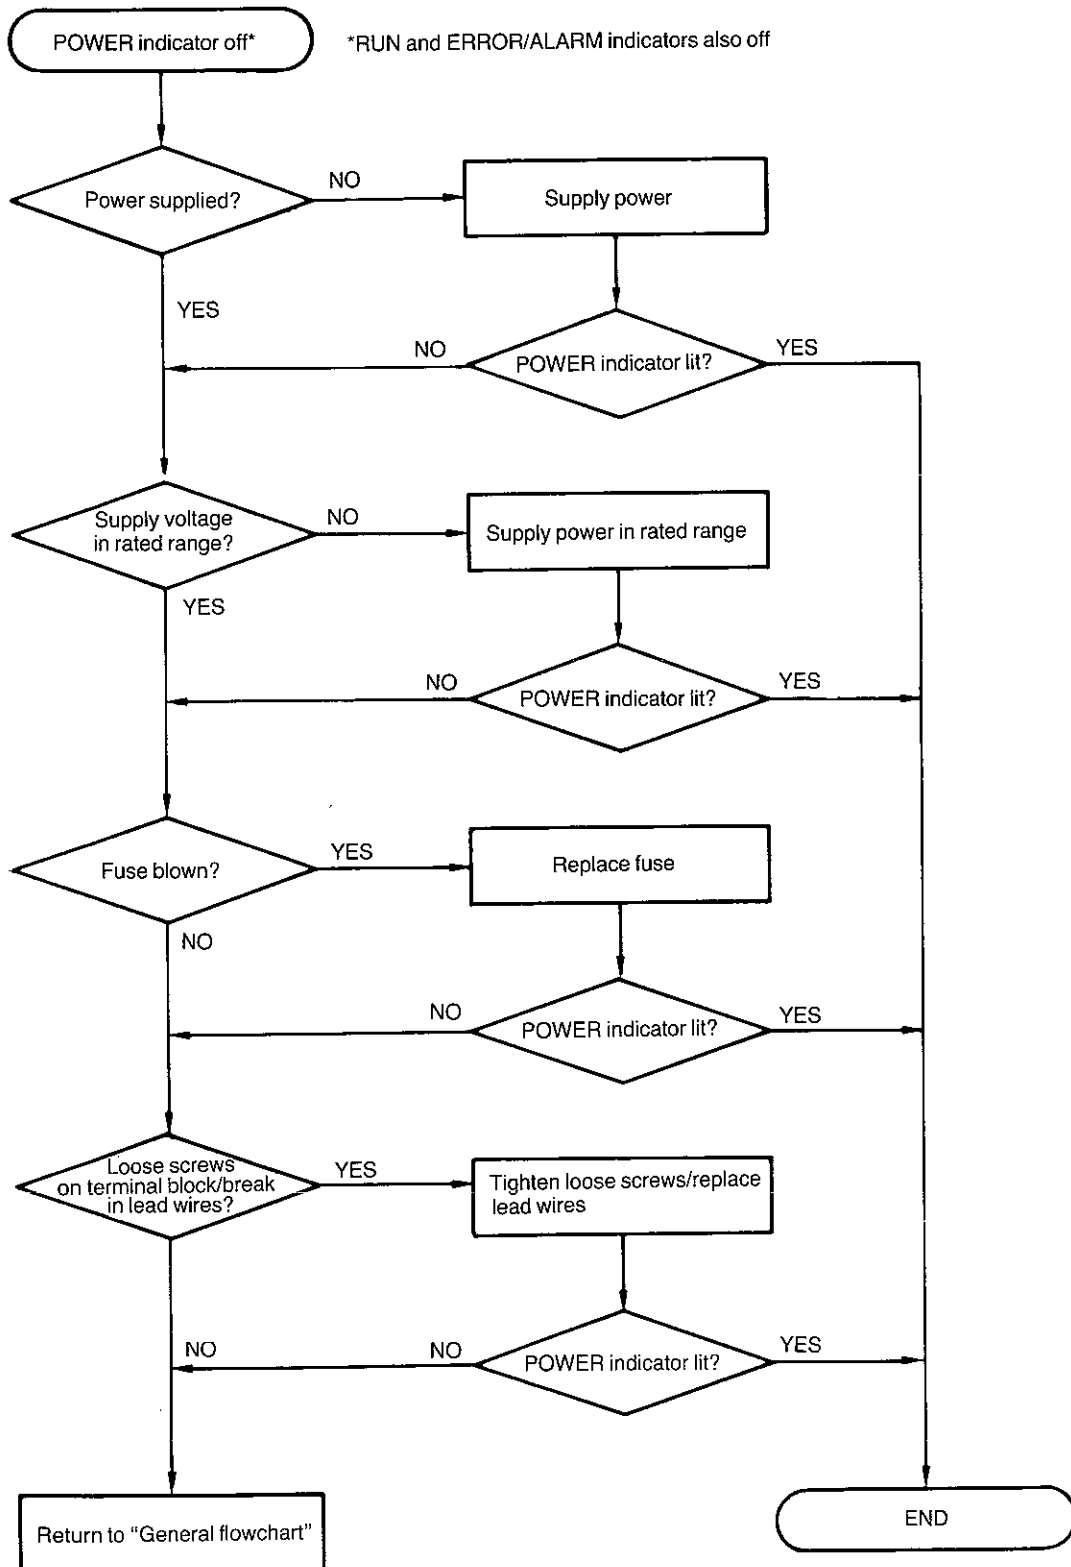 POWER indicator off*
*RUN and ERROR/ALARM indicators also off
Power supplied?
NO
Supply power
YES
NO
POWER indicator lit?
YES
Supply voltage
in rated range?
NO
Supply power in rated range
YES
NO
POWER indicator lit?
YES
Fuse blown?
YES
Replace fuse
NO
NO
POWER indicator lit?
YES
Loose screws
on terminal block/break
in lead wires?
YES
Tighten loose screws/replace
lead wires
NO
NO
POWER indicator lit?
YES
Return to "General flowchart"
END